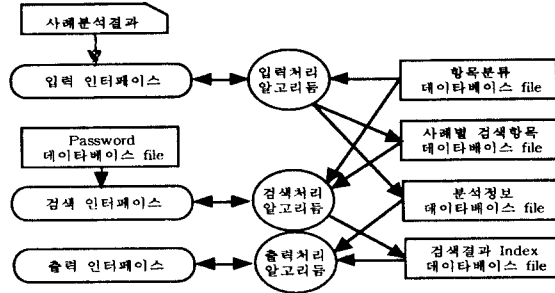 사례분석결과
입력 인터페이스
입력처리
알고리듬
항목분류
데이타베이스 file
Password
데이타베이스 file
사례별 검색항목
데이타베이스 file
검색 인터페이스
검색처리
알고리듬
분석정보
데이타베이스 file
출력 인터페이스
출력처리
알고리듬
검색결과 Index
데이타베이스 file